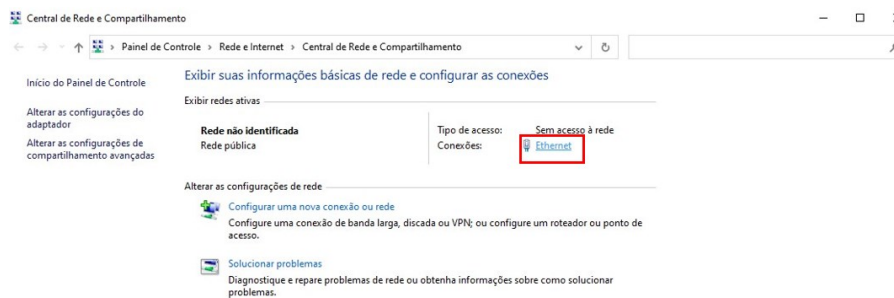 Central de Rede e Compartilhamento
Painel de Controle › Rede e Internet › Central de Rede e Compartilhamento
Início do Painel de Controle
Alterar as configurações do
adaptador
Alterar as configurações de
compartilhamento avançadas
Exibir suas informações básicas de rede e configurar as conexões
Exibir redes ativas
Rede não identificada
Rede pública
Tipo de acesso: Sem acesso à rede
Conexões: Ethernet
Alterar as configurações de rede
Configurar uma nova conexão ou rede
Configure uma conexão de banda larga, discada ou VPN; ou configure um roteador ou ponto de
acesso.
Solucionar problemas
Diagnostique e repare problemas de rede ou obtenha informações sobre como solucionar
problemas.